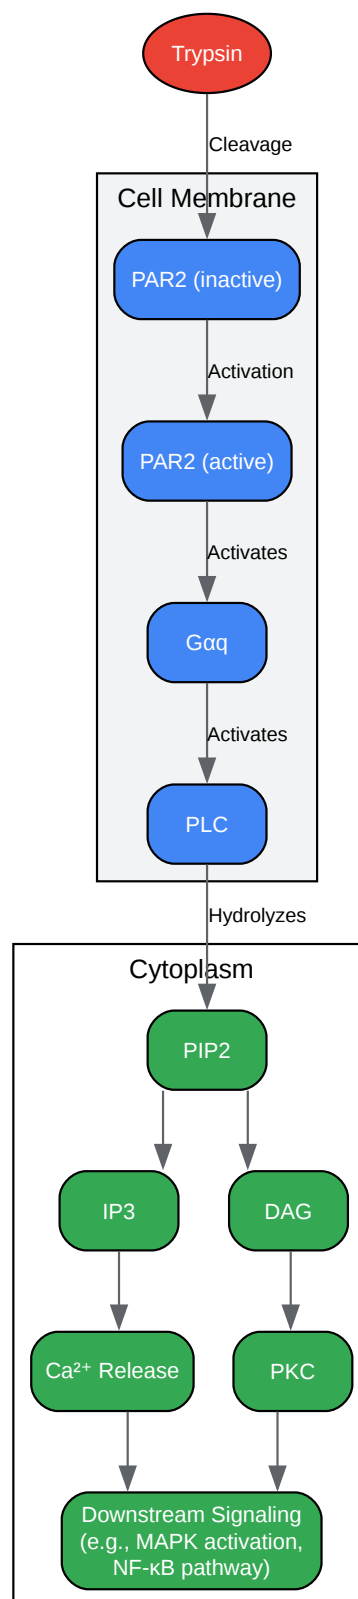 Trypsin
Cleavage
Cell Membrane
PAR2 (inactive)
Activation
PAR2 (active)
Activates
Gαq
Activates
PLC
Hydrolyzes
Cytoplasm
PIP2
IP3
DAG
Ca²⁺ Release
PKC
Downstream Signaling
(e.g., MAPK activation,
NF-κB pathway)